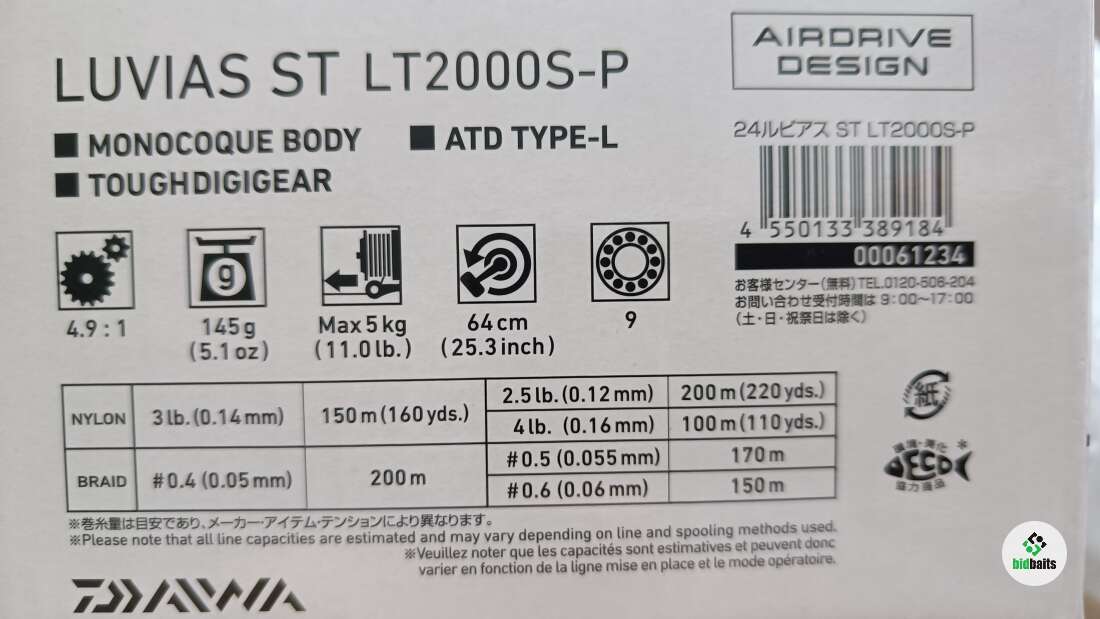 LUVIAS ST LT2000S-P
■ MONOCOQUE BODY ■ ATD TYPE-L
■ TOUGHDIGIGEAR
AIRDRIVE
DESIGN
24ルビアス ST LT2000S-P
4 550133 389184
00061234
お客様センター(無料)TEL.0120-506-204
お問い合わせ受付時間は 9:00～17:00
(土・日・祝祭日は除く)
g
4.9 : 1
145g
(5.1 oz)
Max 5 kg
(11.0 lb.)
64 cm
(25.3 inch)
9
NYLON 3 lb. (0.14 mm) 150 m (160 yds.) 2.5 lb. (0.12 mm) 200 m (220 yds.)
4 lb. (0.16 mm) 100 m (110 yds.)
BRAID #0.4 (0.05 mm) 200 m #0.5 (0.055 mm) 170 m
#0.6 (0.06 mm) 150 m
※巻糸量は目安であり、メーカー・アイテム・テンションにより異なります。
※Please note that all line capacities are estimated and may vary depending on line and spooling methods used.
※Veuillez noter que les capacités sont estimatives et peuvent donc
varier en fonction de la ligne mise en place et le mode opératoire.
紙
環境・美化
ECO
協力商品
DAIWA
bidbaits